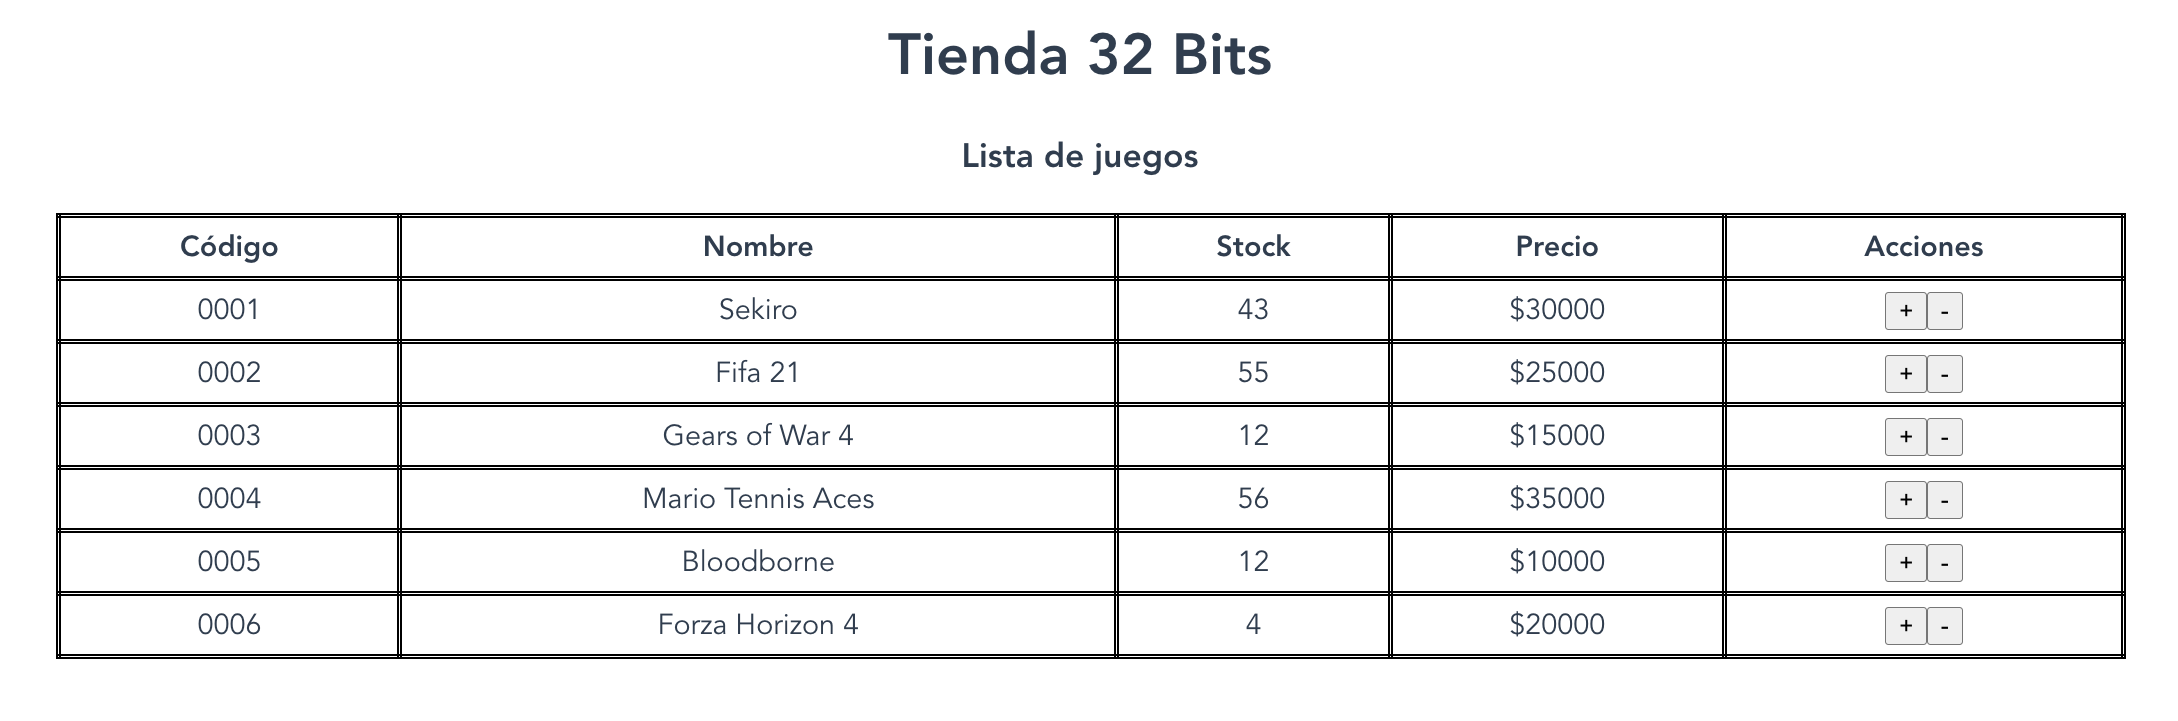 Tienda 32 Bits
Lista de juegos
Código Nombre Stock Precio Acciones
0001 Sekiro 43 $30000 + -
0002 Fifa 21 55 $25000 + -
0003 Gears of War 4 12 $15000 + -
0004 Mario Tennis Aces 56 $35000 + -
0005 Bloodborne 12 $10000 + -
0006 Forza Horizon 4 4 $20000 + -